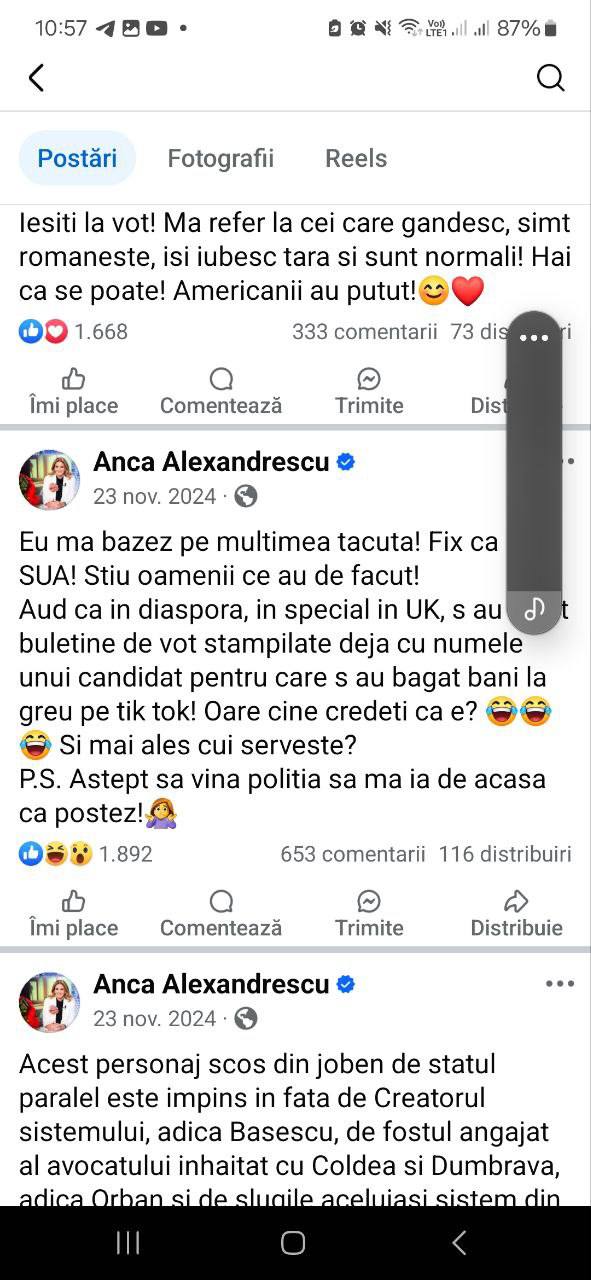 10:57
Vo)) LTE1 87%
Postări Fotografii Reels
Iesiti la vot! Ma refer la cei care gandesc, simt
romaneste, isi iubesc tara si sunt normali! Hai
ca se poate! Americanii au putut!😊❤️
1.668 333 comentarii 73
Îmi place Comentează Trimite
Anca Alexandrescu
23 nov. 2024 ·
Eu ma bazez pe multimea tacuta! Fix ca
SUA! Stiu oamenii ce au de facut!
Aud ca in diaspora, in special in UK, s au
buletine de vot stampilate deja cu numele
unui candidat pentru care s au bagat bani la
greu pe tik tok! Oare cine credeti ca e? 😂😂
😂 Si mai ales cui serveste?
P.S. Astept sa vina politia sa ma ia de acasa
ca postez!🤷‍♀️
1.892 653 comentarii 116 distribuiri
Îmi place Comentează Trimite Distribuie
Anca Alexandrescu
23 nov. 2024 ·
Acest personaj scos din joben de statul
paralel este impins in fata de Creatorul
sistemului, adica Basescu, de fostul angajat
al avocatului inhaitat cu Coldea si Dumbrava,
adica Orban si de slugile aceluiasi sistem din